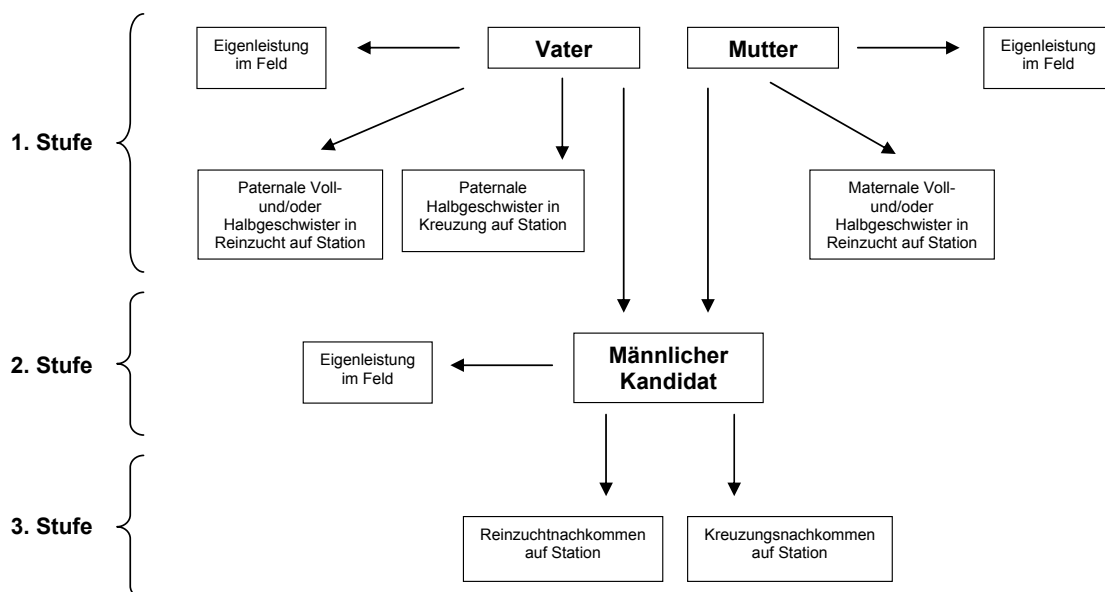 Eigenleistung
im Feld
Vater
Mutter
Eigenleistung
im Feld
1. Stufe
Paternale Voll-
und/oder
Halbgeschwister in
Reinzucht auf Station
Paternale
Halbgeschwister in
Kreuzung auf Station
Maternale Voll-
und/oder
Halbgeschwister in
Reinzucht auf Station
2. Stufe
Eigenleistung
im Feld
Männlicher
Kandidat
3. Stufe
Reinzuchtnachkommen
auf Station
Kreuzungsnachkommen
auf Station